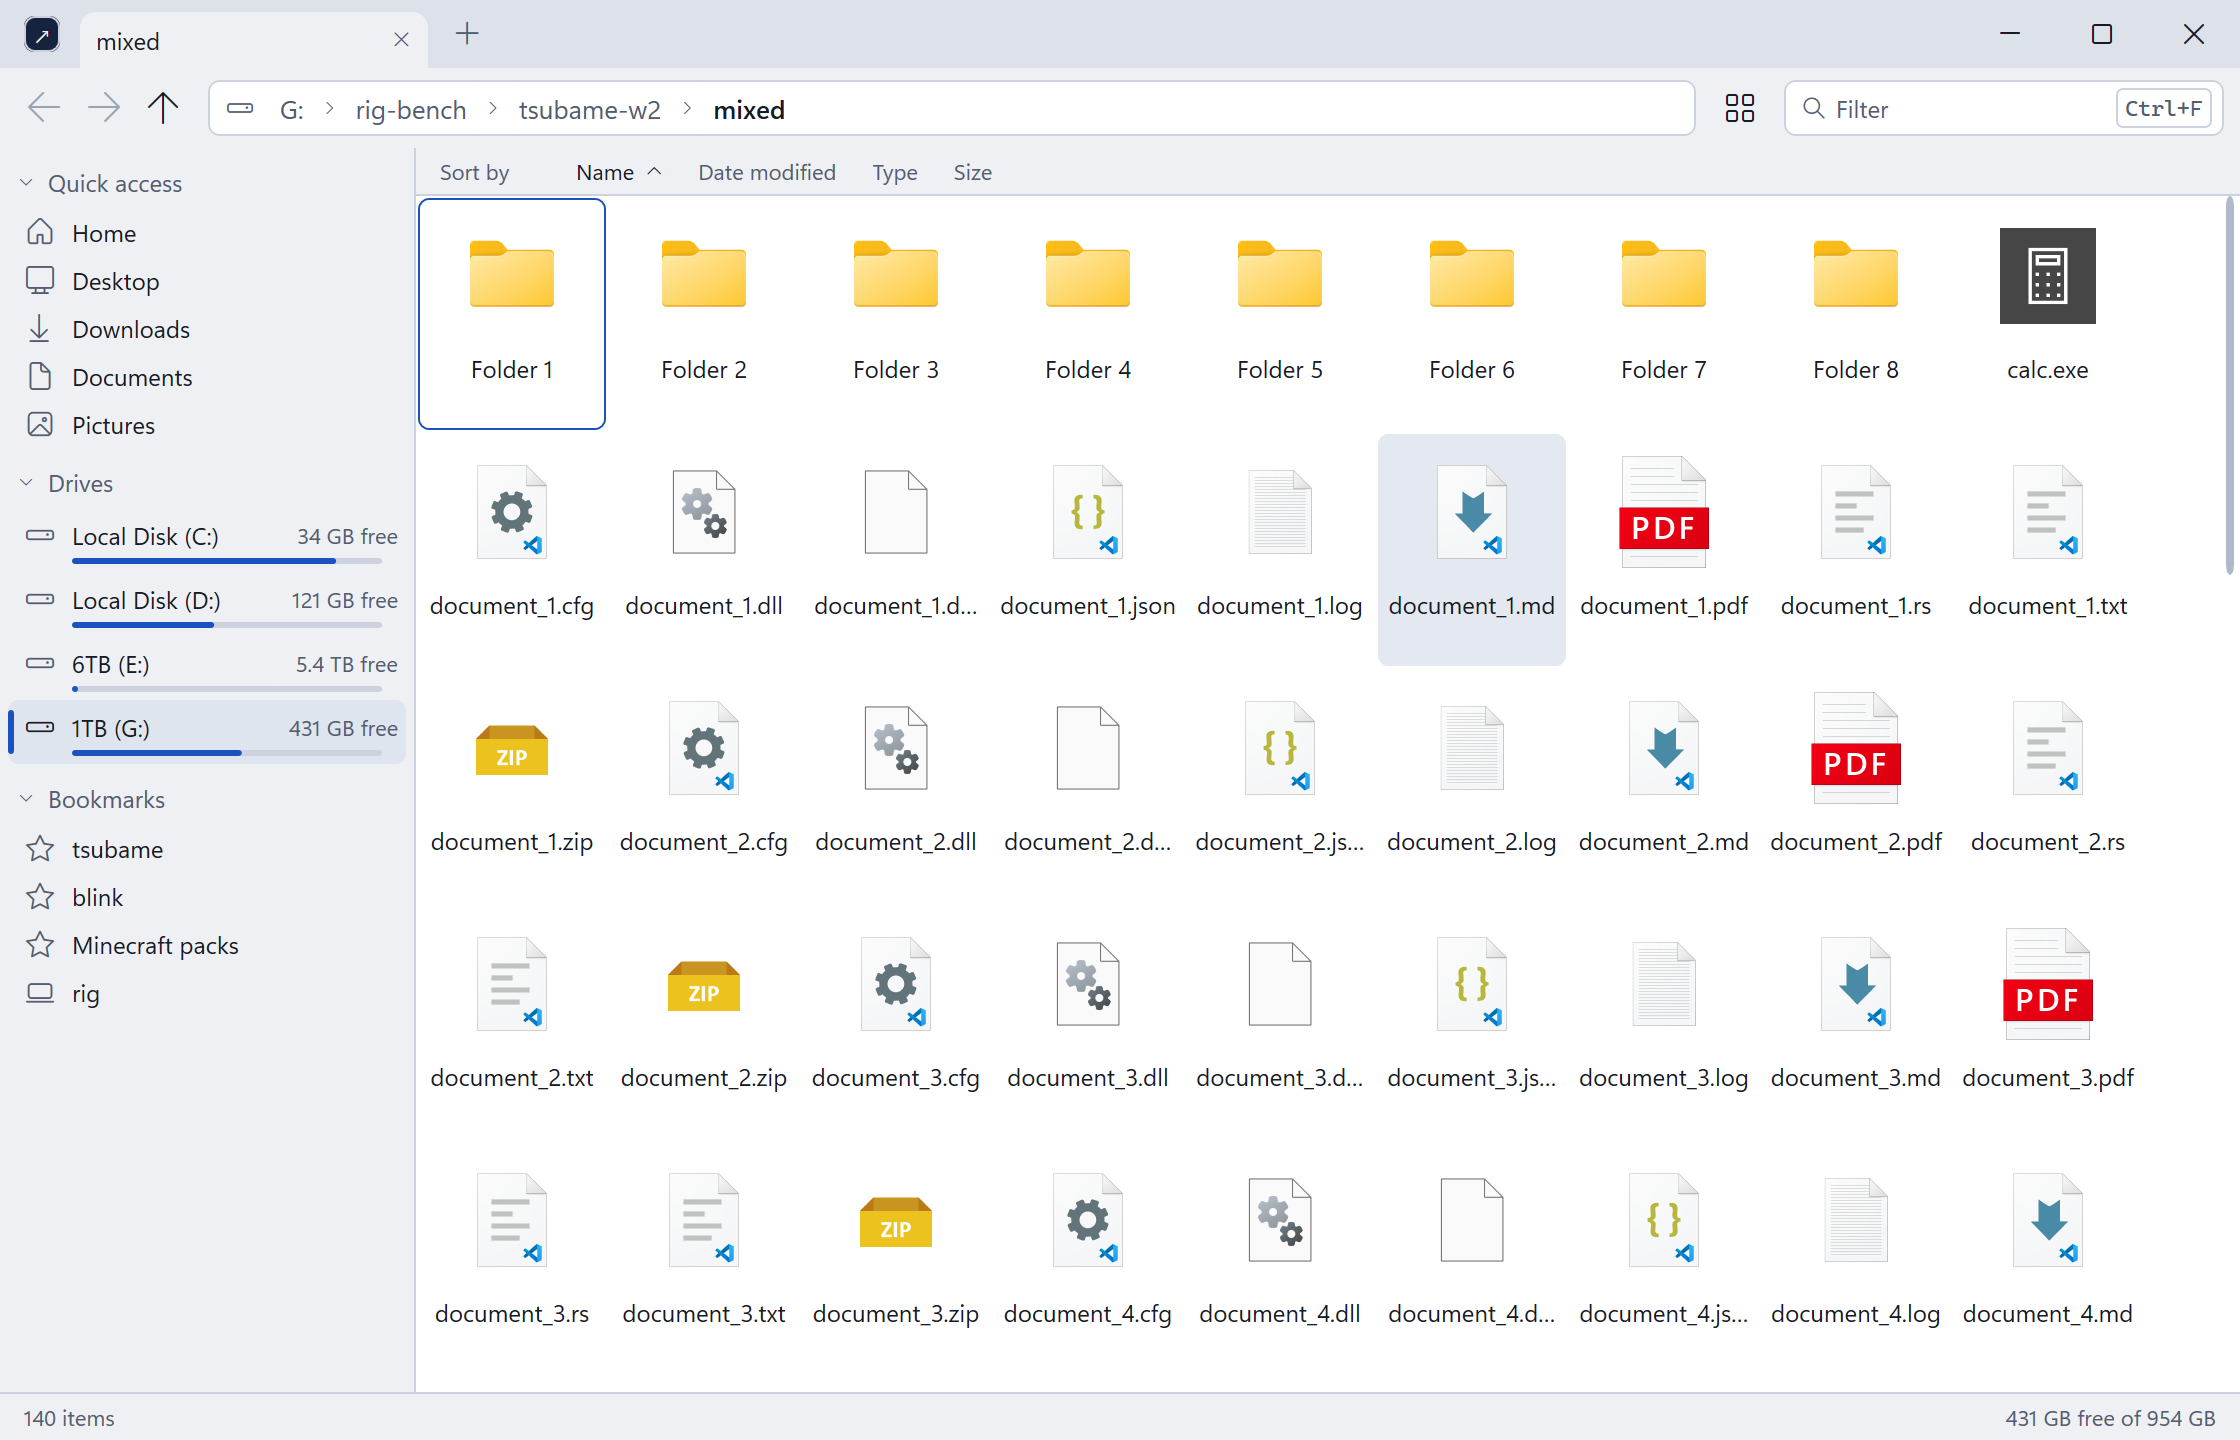 mixed
G: rig-bench tsubame-w2 mixed
Filter Ctrl+F
Quick access
Home
Desktop
Downloads
Documents
Pictures
Drives
Local Disk (C:) 34 GB free
Local Disk (D:) 121 GB free
6TB (E:) 5.4 TB free
1TB (G:) 431 GB free
Bookmarks
tsubame
blink
Minecraft packs
rig
Sort by Name Date modified Type Size
Folder 1 Folder 2 Folder 3 Folder 4 Folder 5 Folder 6 Folder 7 Folder 8 calc.exe
PDF
document_1.cfg document_1.dll document_1.d... document_1.json document_1.log document_1.md document_1.pdf document_1.rs document_1.txt
ZIP PDF
document_1.zip document_2.cfg document_2.dll document_2.d... document_2.js... document_2.log document_2.md document_2.pdf document_2.rs
ZIP PDF
document_2.txt document_2.zip document_3.cfg document_3.dll document_3.d... document_3.js... document_3.log document_3.md document_3.pdf
ZIP
document_3.rs document_3.txt document_3.zip document_4.cfg document_4.dll document_4.d... document_4.js... document_4.log document_4.md
140 items
431 GB free of 954 GB